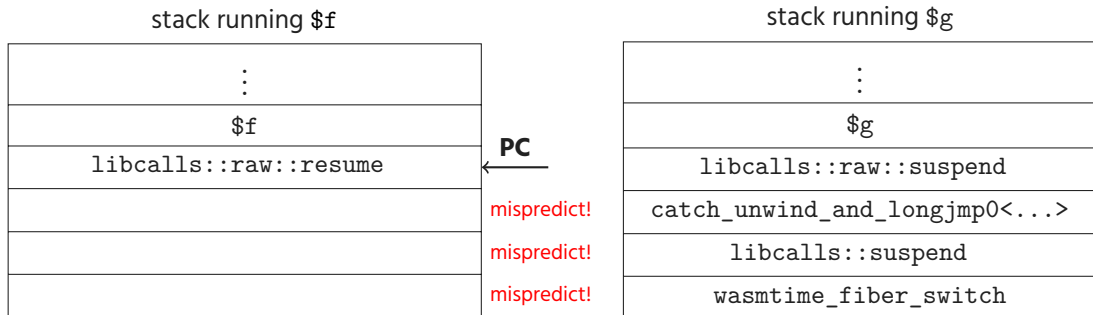 stack running $f
stack running $g
⋮
⋮
$f
$g
PC
libcalls::raw::resume
libcalls::raw::suspend
mispredict!
catch_unwind_and_longjmp0<...>
mispredict!
libcalls::suspend
mispredict!
wasmtime_fiber_switch